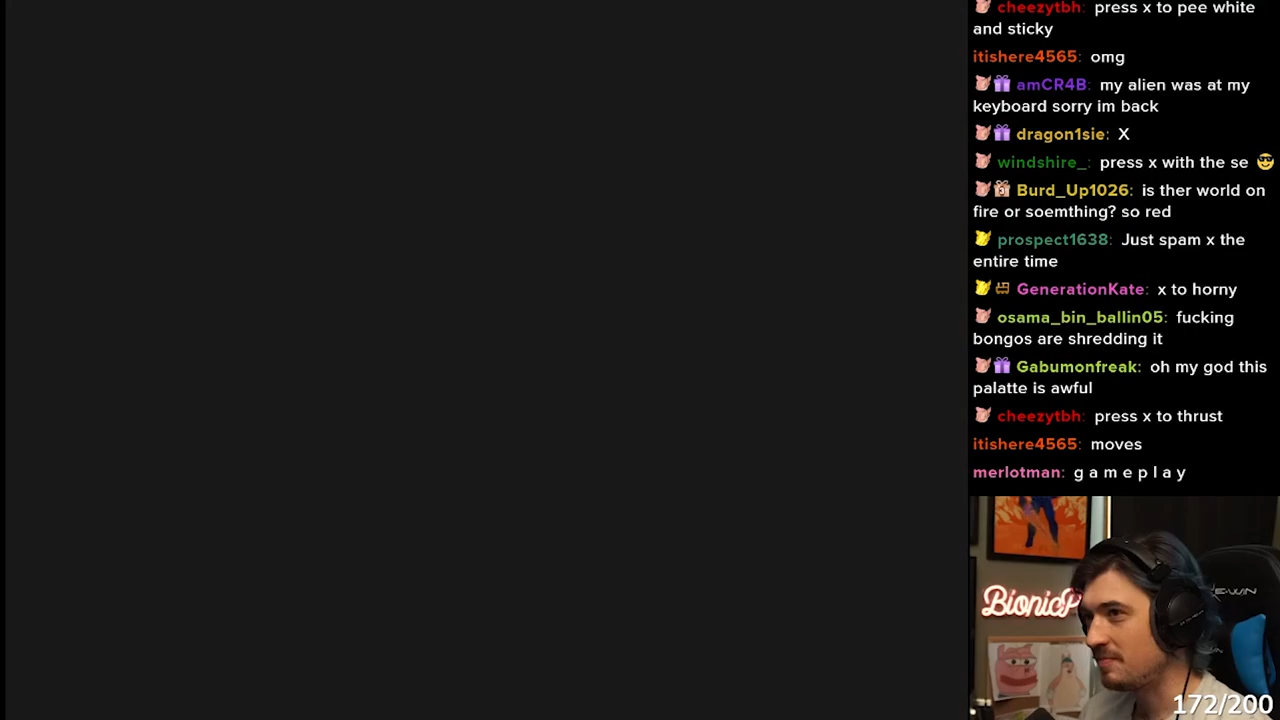 cheezytbh: press x to pee white
and sticky
itishere4565: omg
amCR4B: my alien was at my
keyboard sorry im back
dragon1sie: X
windshire_: press x with the se 😎
Burd_Up1026: is ther world on
fire or soemthing? so red
prospect1638: Just spam x the
entire time
GenerationKate: x to horny
osama_bin_ballin05: fucking
bongos are shredding it
Gabumonfreak: oh my god this
palatte is awful
cheezytbh: press x to thrust
itishere4565: moves
merlotman: g a m e p l a y
BionicP
172/200